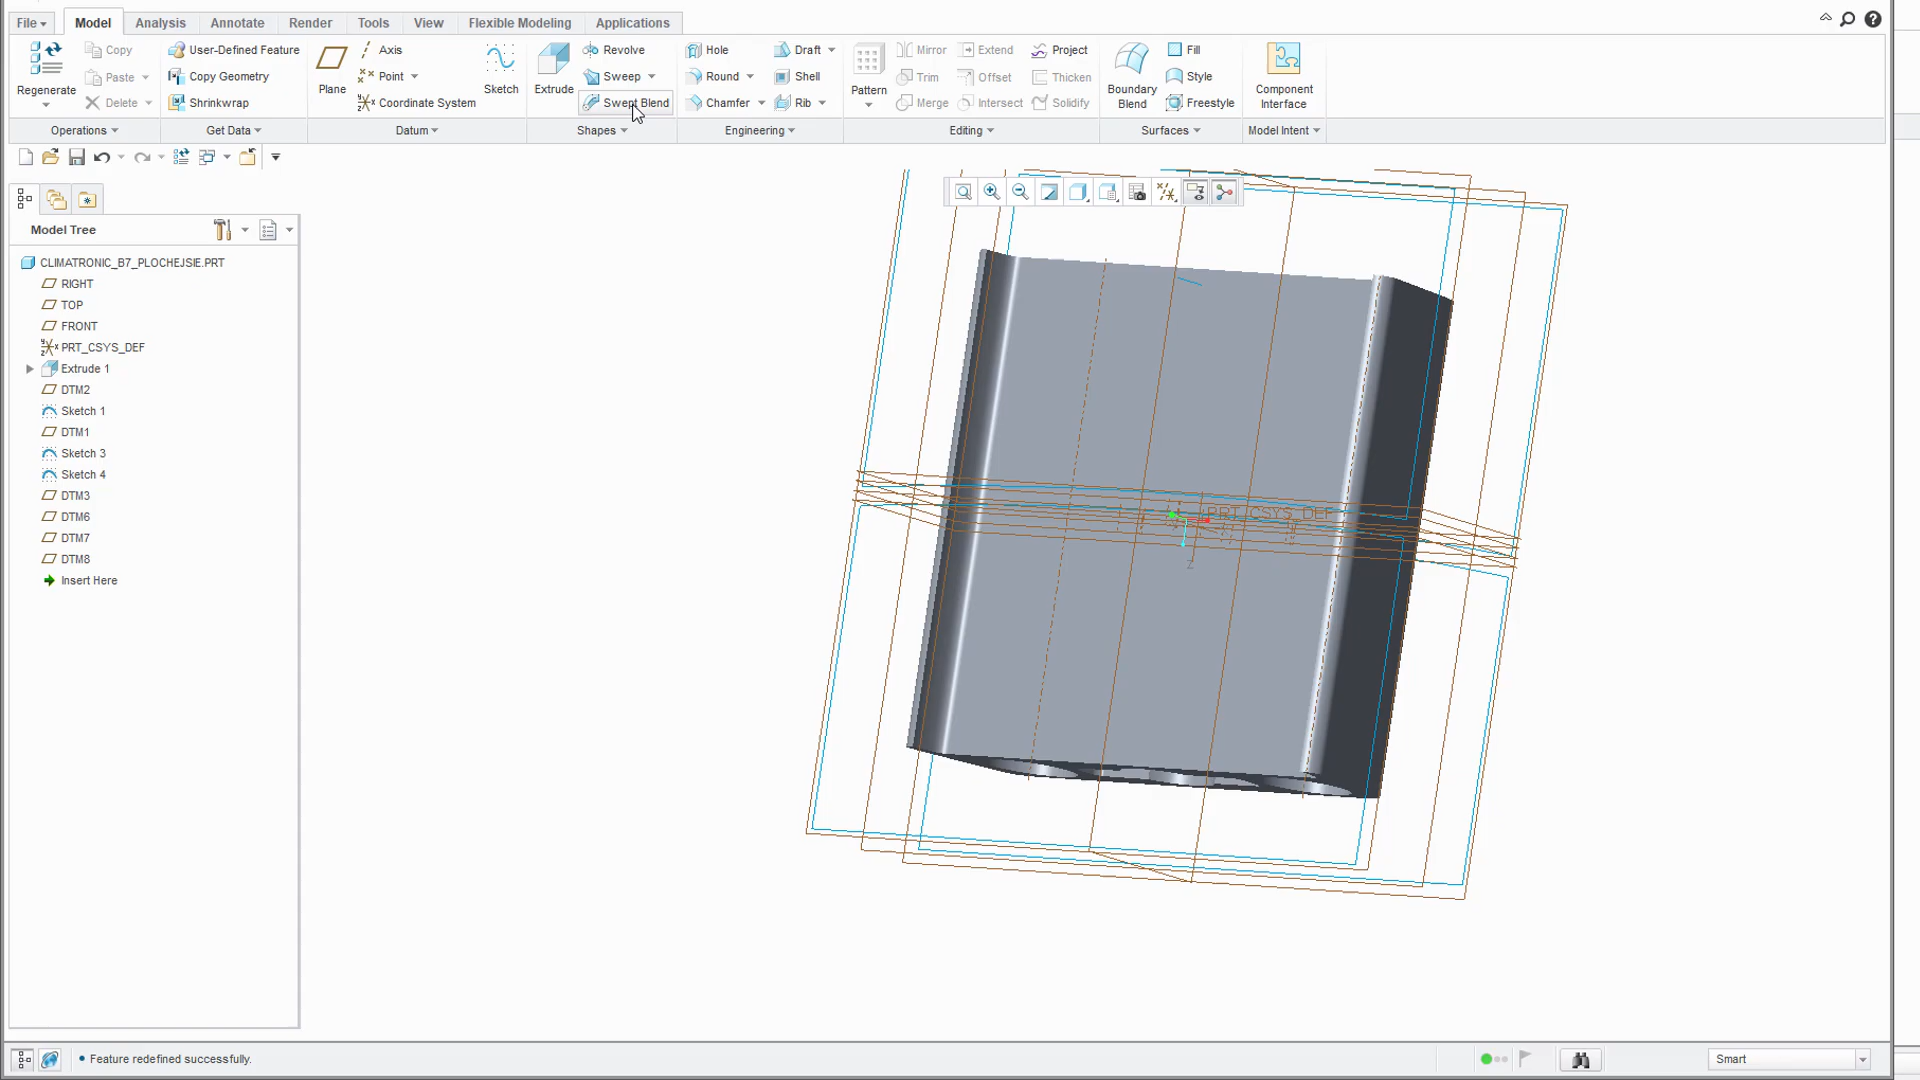 File
Model
Analysis
Annotate
Render
Tools
View
Flexible Modeling
Applications
Regenerate
Copy
Paste
Delete
User-Defined Feature
Copy Geometry
Shrinkwrap
Plane
Axis
Point
Coordinate System
Sketch
Extrude
Revolve
Sweep
Swept Blend
Hole
Round
Chamfer
Draft
Shell
Rib
Pattern
Mirror
Trim
Merge
Extend
Offset
Intersect
Project
Thicken
Solidify
Boundary
Blend
Fill
Style
Freestyle
Component
Interface
Operations
Get Data
Datum
Shapes
Engineering
Editing
Surfaces
Model Intent
Model Tree
CLIMATRONIC_B7_PLOCHEJSIE.PRT
RIGHT
TOP
FRONT
PRT_CSYS_DEF
Extrude 1
DTM2
Sketch 1
DTM1
Sketch 3
Sketch 4
DTM3
DTM6
DTM7
DTM8
Insert Here
PRT_CSYS_DEF
Z
Feature redefined successfully.
Smart